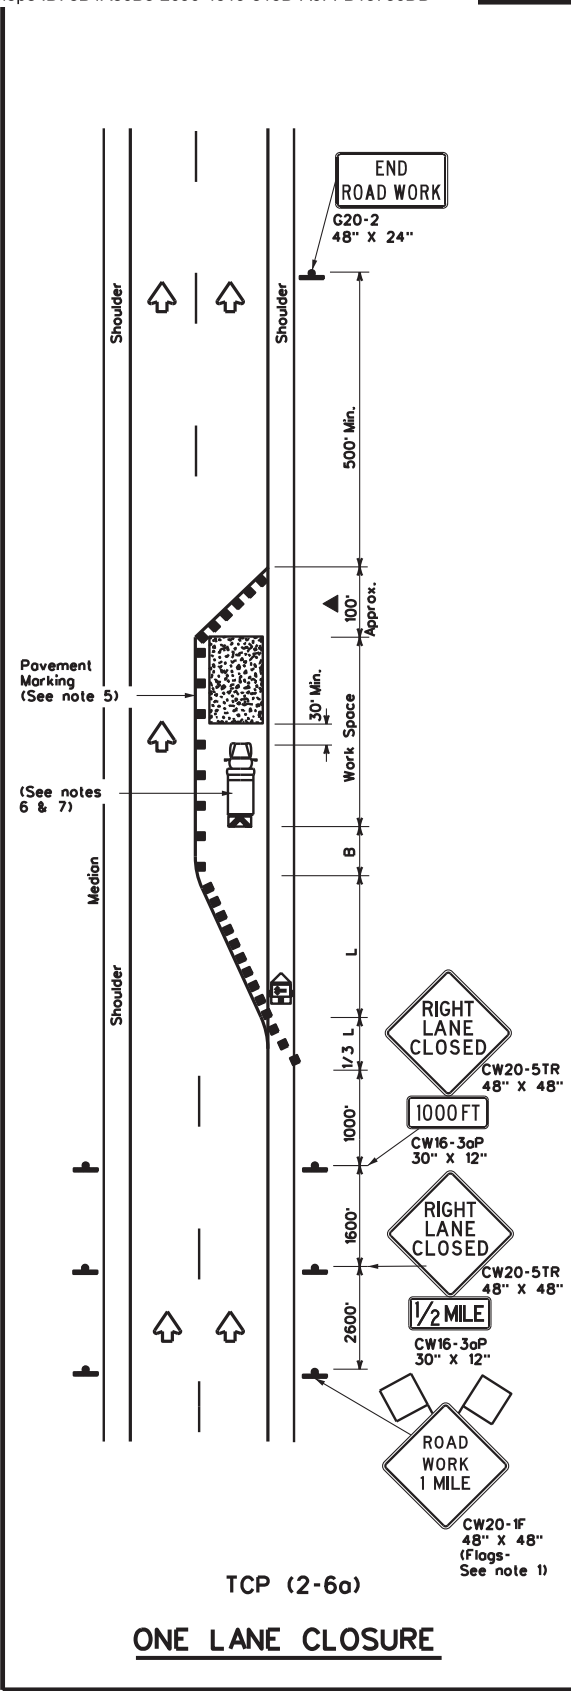 END
ROAD WORK
G20-2
48" X 24"
Shoulder
Shoulder
500' Min.
100'
Approx.
Pavement
Marking
(See note 5)
30' Min.
Work Space
(See notes
6 & 7)
B
Median
L
Shoulder
1/3 L
RIGHT
LANE
CLOSED
CW20-5TR
48" X 48"
1000 FT
CW16-3aP
30" X 12"
1000'
1600'
RIGHT
LANE
CLOSED
CW20-5TR
48" X 48"
1/2 MILE
CW16-3aP
30" X 12"
2600'
ROAD
WORK
1 MILE
CW20-1F
48" X 48"
(Flags-
See note 1)
TCP (2-6a)
ONE LANE CLOSURE